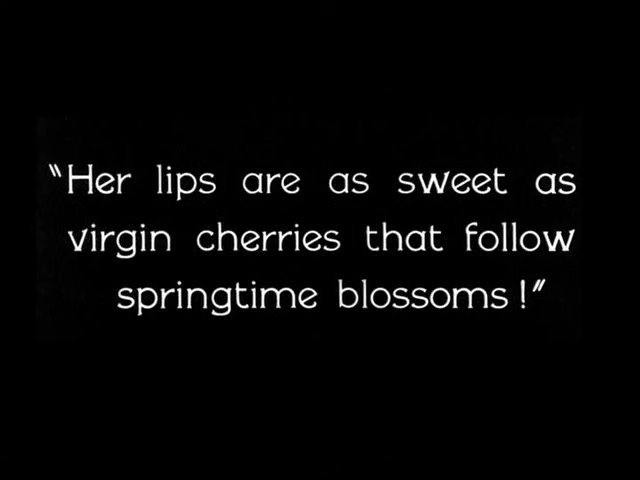 "Her lips are as sweet as
virgin cherries that follow
springtime blossoms!"